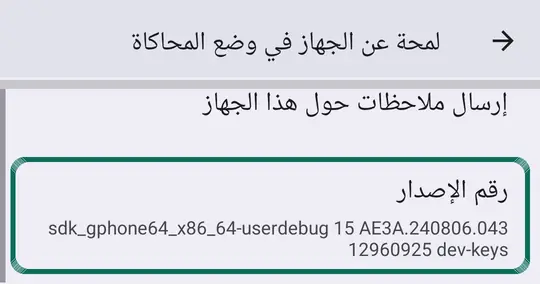 لمحة عن الجهاز في وضع المحاكاة
إرسال ملاحظات حول هذا الجهاز
رقم الإصدار
sdk_gphone64_x86_64-userdebug 15 AE3A.240806.043
12960925 dev-keys